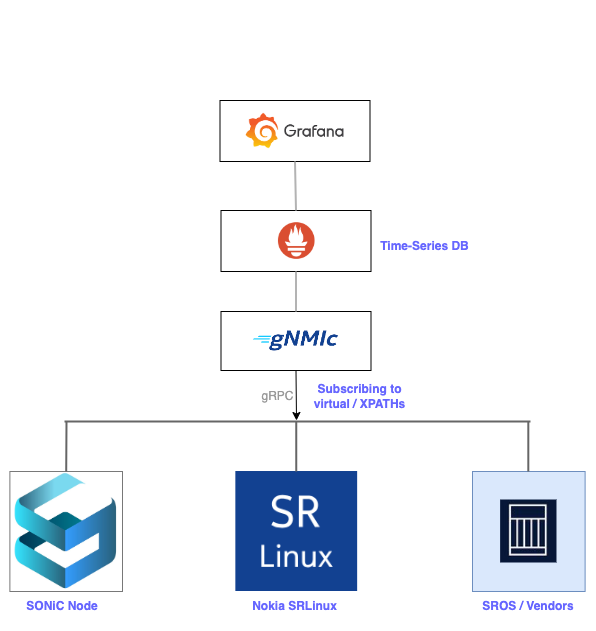 Grafana
Time-Series DB
gNMIc
gRPC
Subscribing to
virtual / XPATHs
SR
Linux
SONiC Node
Nokia SRLinux
SROS / Vendors